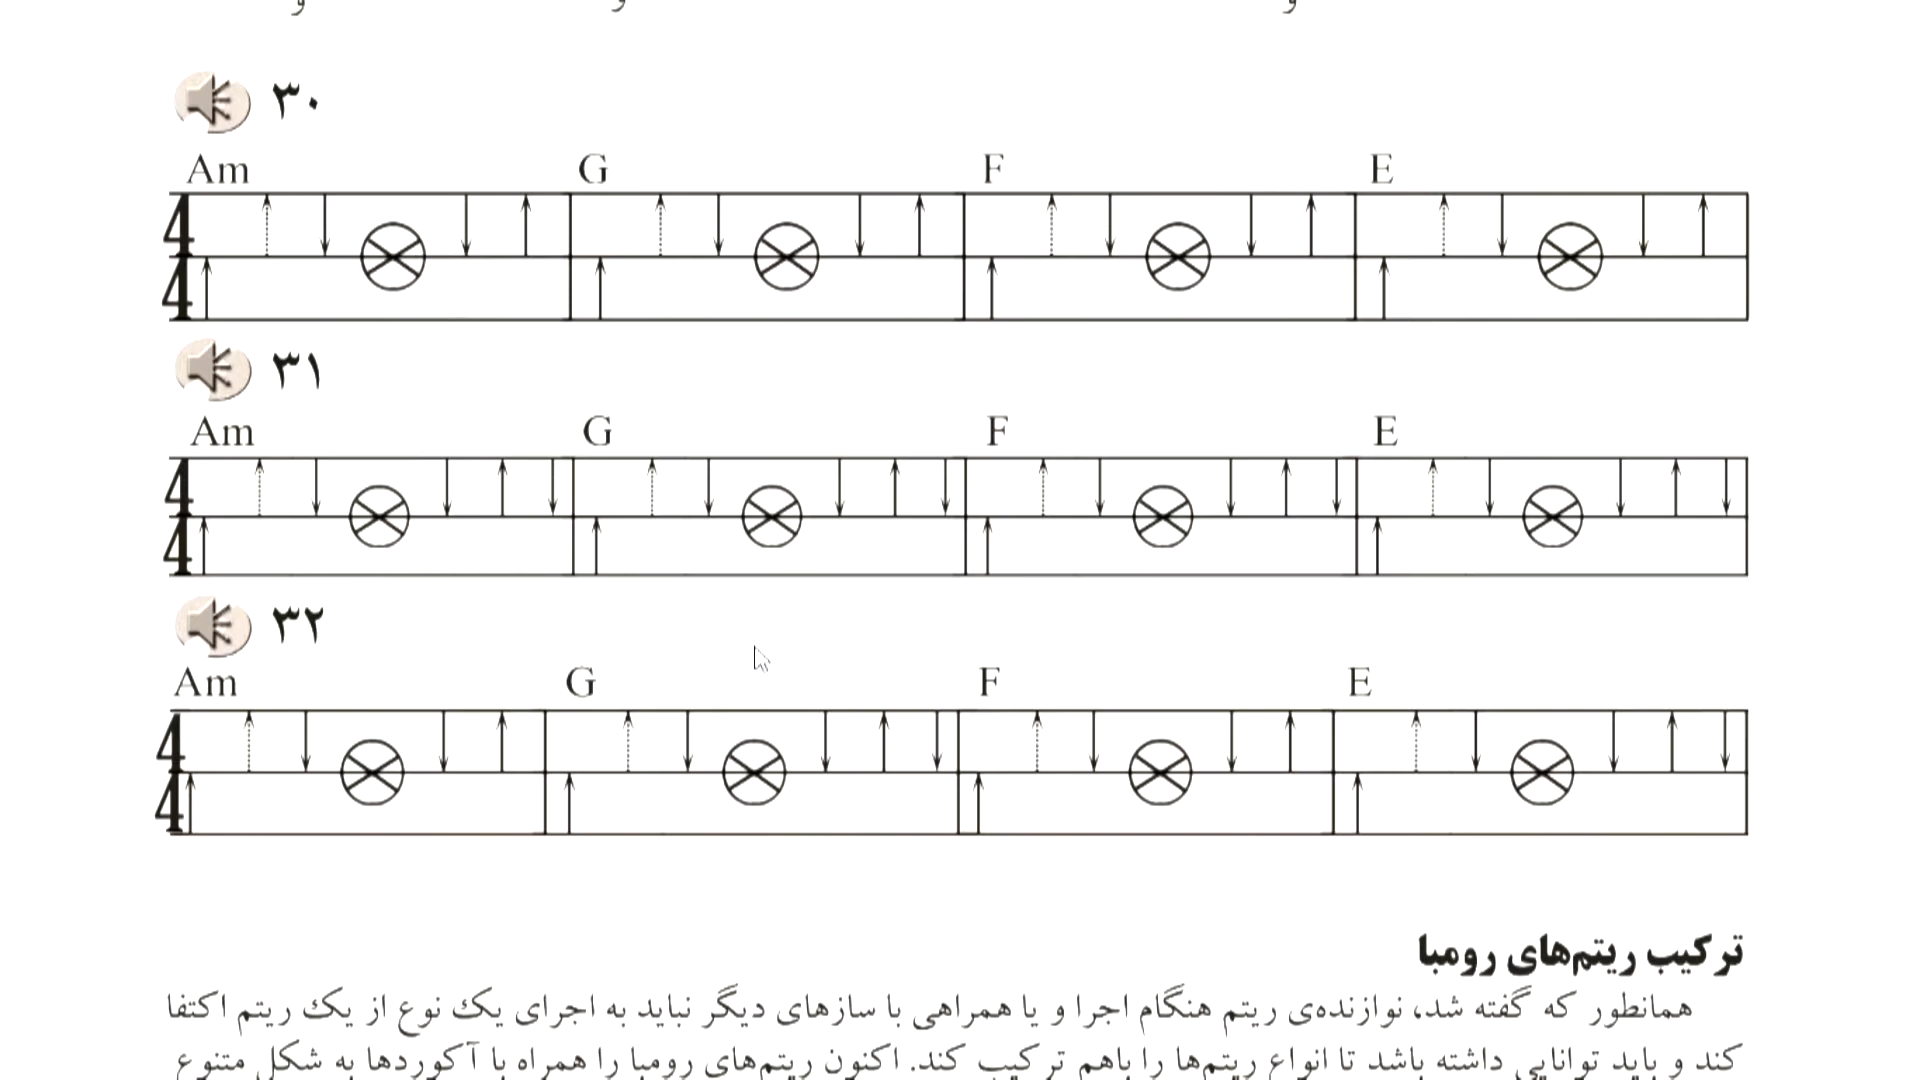 ۳۰
Am G F E
4
4
۳۱
Am G F E
4
4
۳۲
Am G F E
4
4
ترکیب ریتم‌های رومبا
همانطور که گفته شد، نوازنده‌ی ریتم هنگام اجرا و یا همراهی با سازهای دیگر نباید به اجرای یک نوع از یک ریتم اکتفا
کند و باید توانایی داشته باشد تا انواع ریتم‌ها را باهم ترکیب کند. اکنون ریتم‌های رومبا را همراه با آکوردها به شکل متنوع